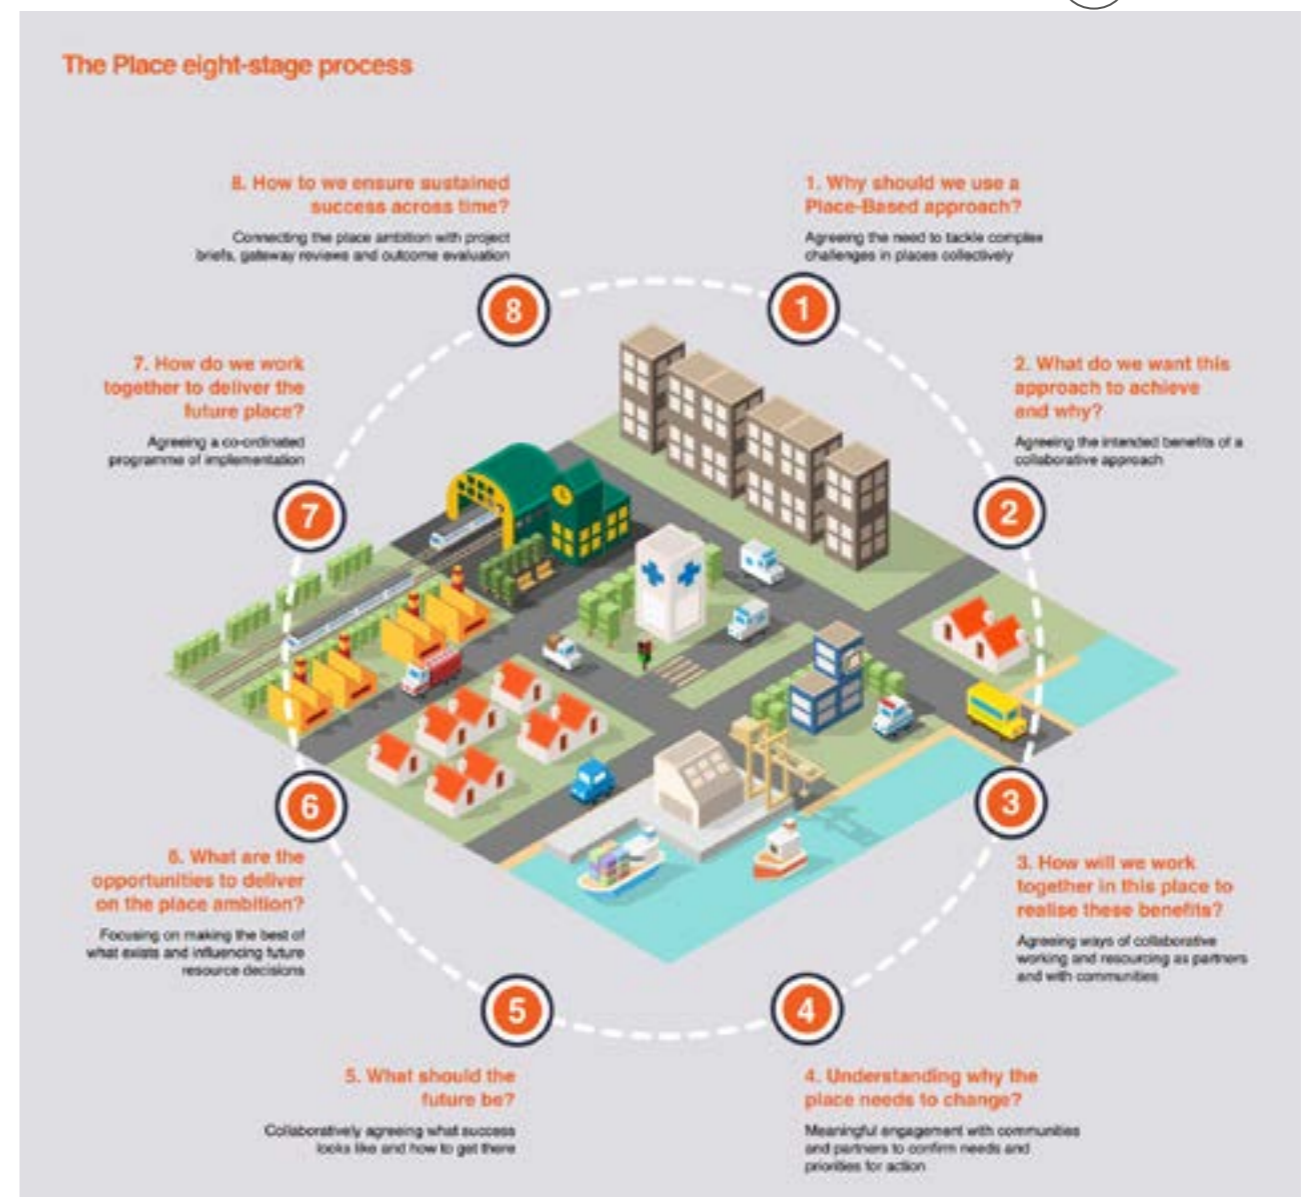 The Place eight-stage process
8. How to we ensure sustained
success across time?
Connecting the place ambition with project
briefs, gateway reviews and outcome evaluation
1. Why should we use a
Place-Based approach?
Agreeing the need to tackle complex
challenges in places collectively
8
1
7. How do we work
together to deliver the
future place?
Agreeing a co-ordinated
programme of implementation
2. What do we want this
approach to achieve
and why?
Agreeing the intended benefits of a
collaborative approach
7
2
6
3
6. What are the
opportunities to deliver
on the place ambition?
Focusing on making the best of
what exists and influencing future
resource decisions
3. How will we work
together in this place to
realise these benefits?
Agreeing ways of collaborative
working and resourcing as partners
and with communities
5
4
5. What should the
future be?
Collaboratively agreeing what success
looks like and how to get there
4. Understanding why the
place needs to change?
Meaningful engagement with communities
and partners to confirm needs and
priorities for action